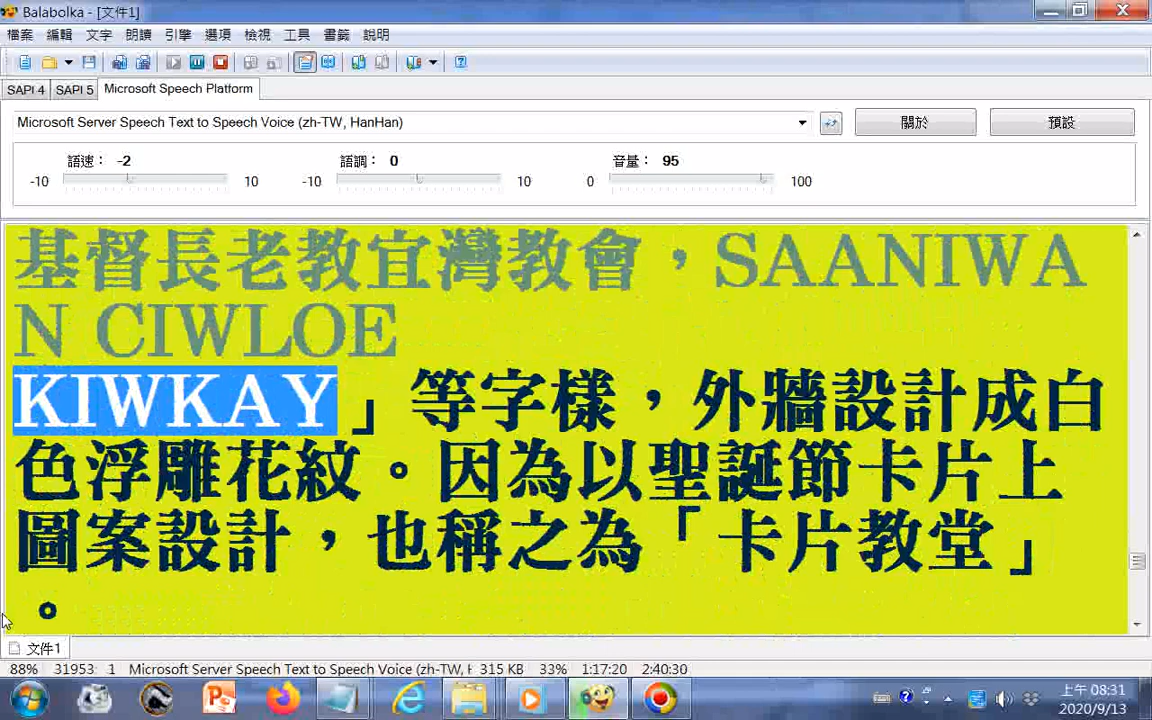 Balabolka - [文件1]
檔案 編輯 文字 朗讀 引擎 選項 檢視 工具 書籤 說明
SAPI 4 SAPI 5 Microsoft Speech Platform
Microsoft Server Speech Text to Speech Voice (zh-TW, HanHan) 關於 預設
語速： -2 語調： 0 音量： 95
-10 10 -10 10 0 100
基督長老教宜灣教會，SAANIWA
N CIWLOE
KIWKAY」等字樣，外牆設計成白
色浮雕花紋。因為以聖誕節卡片上
圖案設計，也稱之為「卡片教堂」
。
文件1
88% 31953 1 Microsoft Server Speech Text to Speech Voice (zh-TW, H 315 KB 33% 1:17:20 2:40:30
上午 08:31
2020/9/13